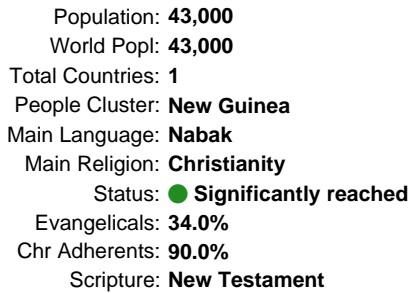 Population: 43,000
World Popl: 43,000
Total Countries: 1
People Cluster: New Guinea
Main Language: Nabak
Main Religion: Christianity
Status: Significantly reached
Evangelicals: 34.0%
Chr Adherents: 90.0%
Scripture: New Testament